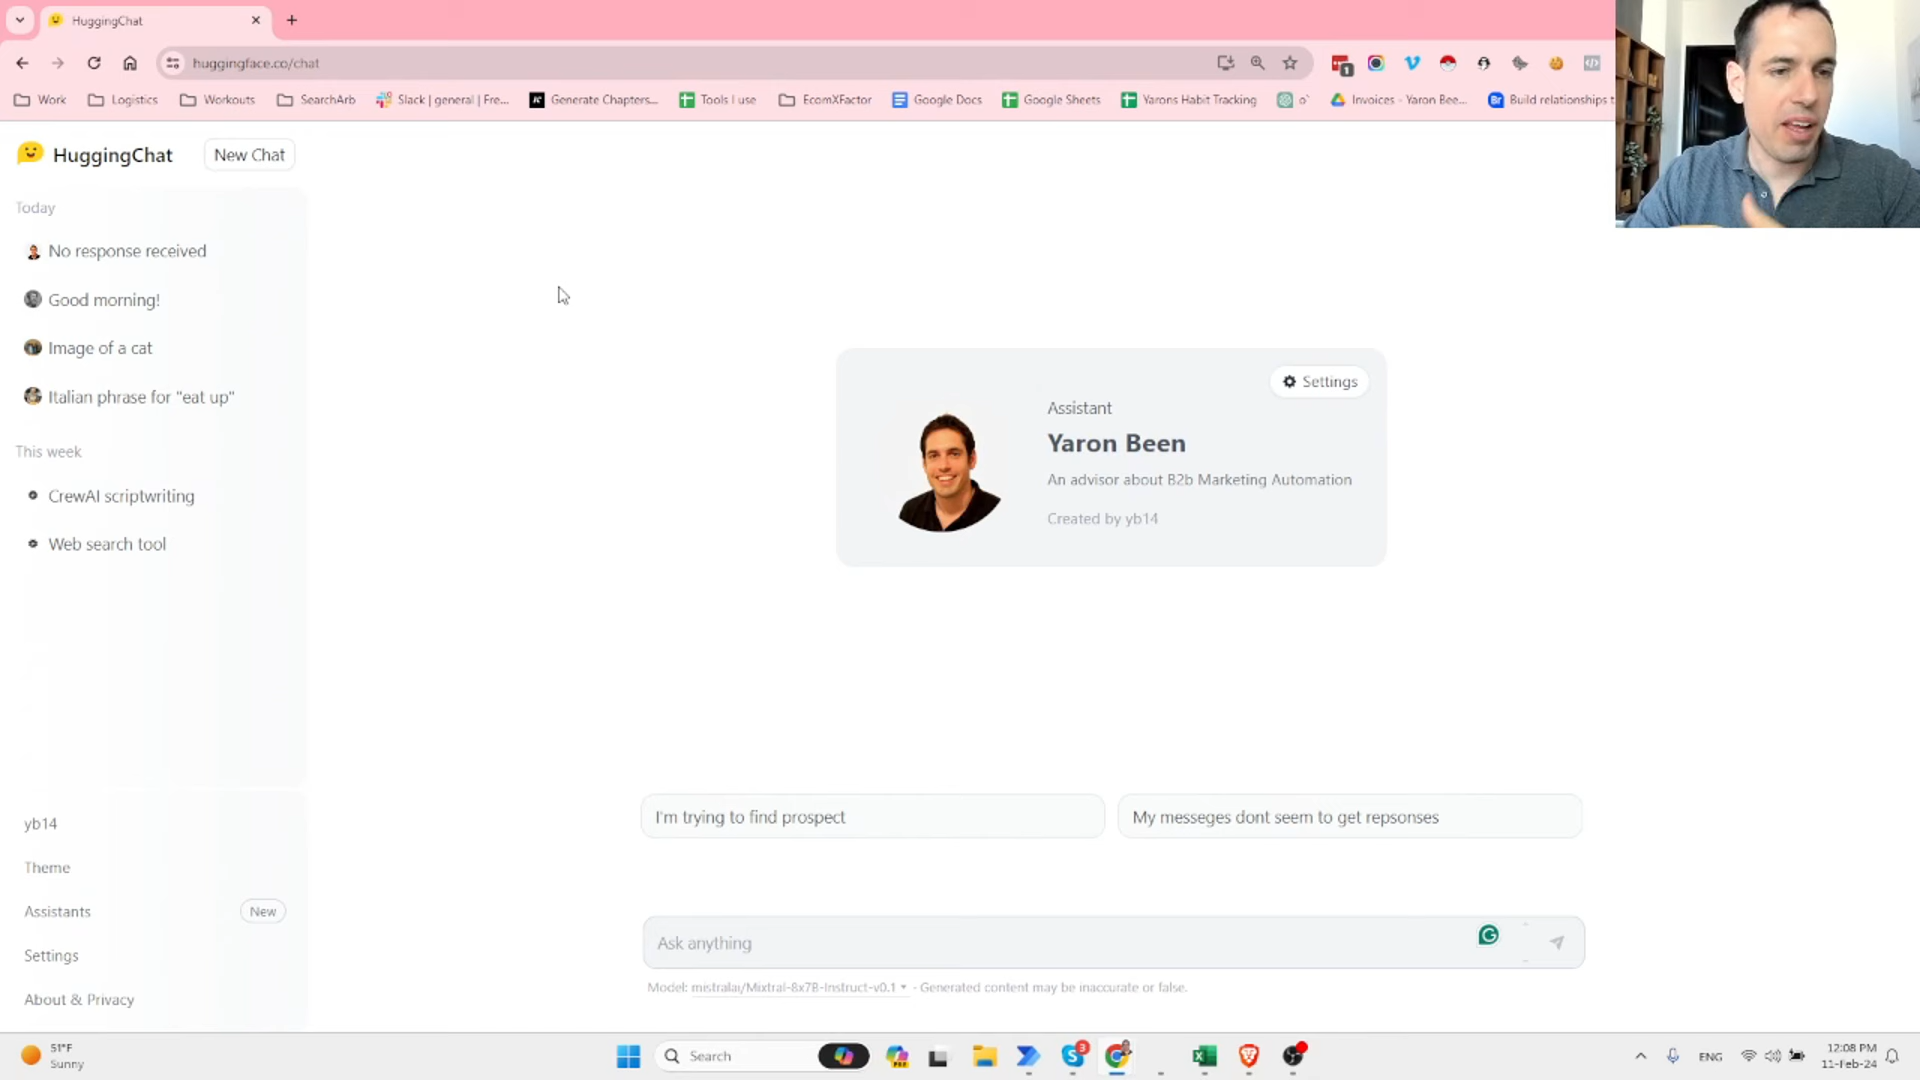 HuggingChat
huggingface.co/chat
1
Work
Logistics
Workouts
SearchArb
Slack | general | Fre...
Generate Chapters...
Tools I use
EcomXFactor
Google Docs
Google Sheets
Yarons Habit Tracking
o`
Invoices - Yaron Bee...
Br
Build relationships t
HuggingChat
New Chat
Today
No response received
Good morning!
Image of a cat
Italian phrase for "eat up"
This week
CrewAI scriptwriting
Web search tool
Settings
Assistant
Yaron Been
An advisor about B2b Marketing Automation
Created by yb14
I'm trying to find prospect
My messeges dont seem to get repsonses
yb14
Theme
Assistants
New
Settings
About & Privacy
Ask anything
Model: mistralai/Mixtral-8x7B-Instruct-v0.1 - Generated content may be inaccurate or false.
51°F
Sunny
Search
3
ENG
12:08 PM
11-Feb-24